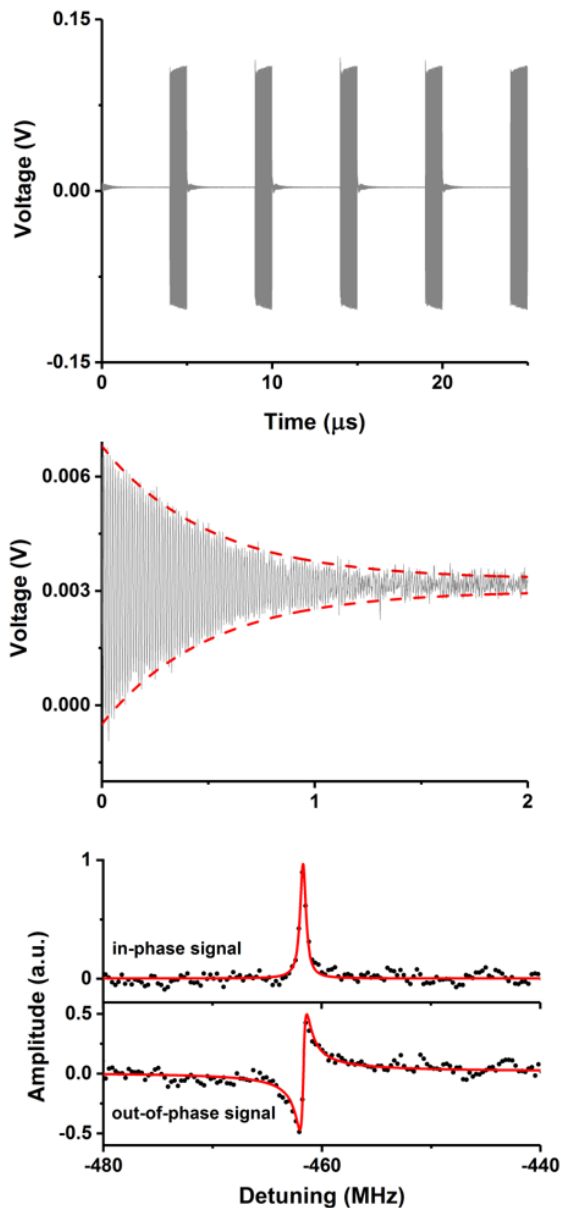 0.15
0.00
-0.15
Voltage (V)
0
10
20
Time (μs)
0.006
0.003
0.000
Voltage (V)
0
1
2
1
in-phase signal
0
0.5
0.0
out-of-phase signal
-0.5
Amplitude (a.u.)
-480
-460
-440
Detuning (MHz)